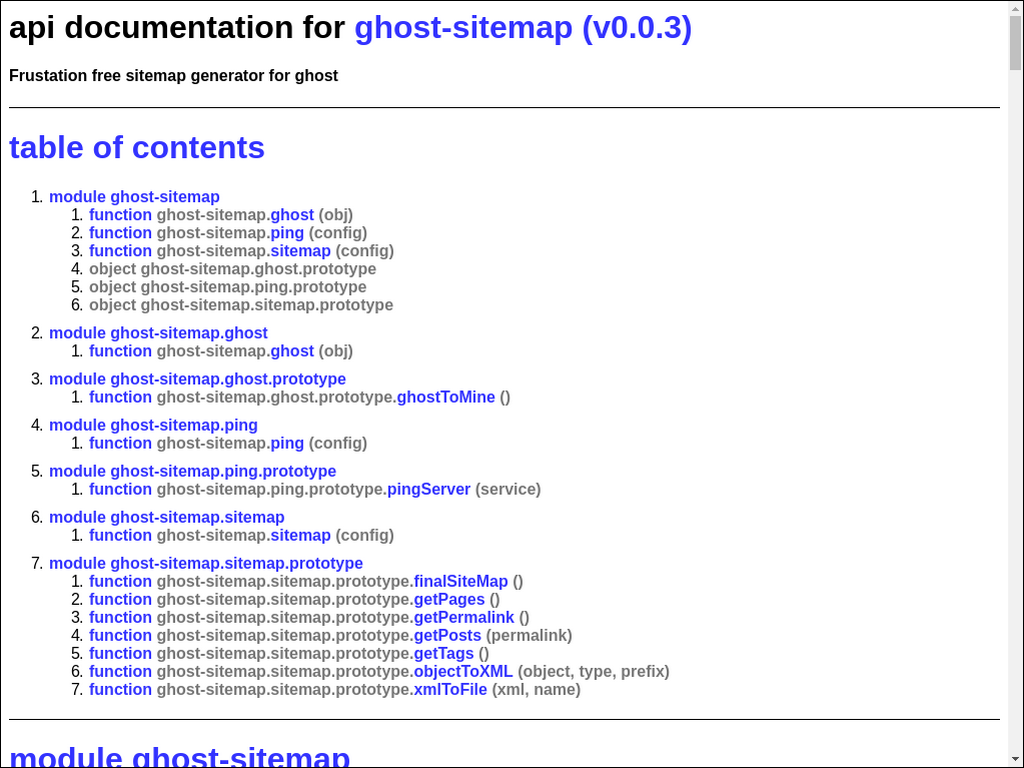 api documentation for ghost-sitemap (v0.0.3)
Frustation free sitemap generator for ghost
table of contents
1. module ghost-sitemap
1. function ghost-sitemap.ghost (obj)
2. function ghost-sitemap.ping (config)
3. function ghost-sitemap.sitemap (config)
4. object ghost-sitemap.ghost.prototype
5. object ghost-sitemap.ping.prototype
6. object ghost-sitemap.sitemap.prototype
2. module ghost-sitemap.ghost
1. function ghost-sitemap.ghost (obj)
3. module ghost-sitemap.ghost.prototype
1. function ghost-sitemap.ghost.prototype.ghostToMine ()
4. module ghost-sitemap.ping
1. function ghost-sitemap.ping (config)
5. module ghost-sitemap.ping.prototype
1. function ghost-sitemap.ping.prototype.pingServer (service)
6. module ghost-sitemap.sitemap
1. function ghost-sitemap.sitemap (config)
7. module ghost-sitemap.sitemap.prototype
1. function ghost-sitemap.sitemap.prototype.finalSiteMap ()
2. function ghost-sitemap.sitemap.prototype.getPages ()
3. function ghost-sitemap.sitemap.prototype.getPermalink ()
4. function ghost-sitemap.sitemap.prototype.getPosts (permalink)
5. function ghost-sitemap.sitemap.prototype.getTags ()
6. function ghost-sitemap.sitemap.prototype.objectToXML (object, type, prefix)
7. function ghost-sitemap.sitemap.prototype.xmlToFile (xml, name)
module ghost-sitemap